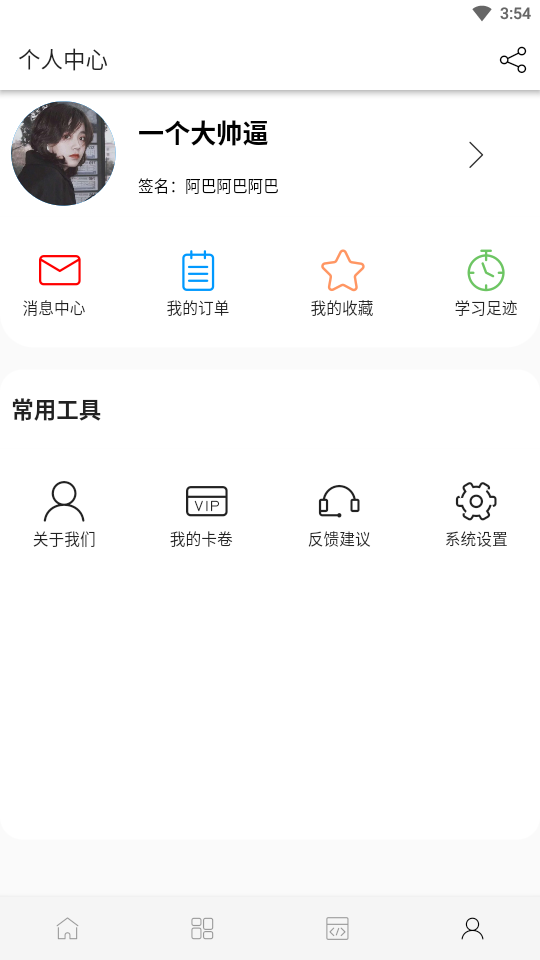 3:54
个人中心
一个大帅逼
签名：阿巴阿巴阿巴
消息中心 我的订单 我的收藏 学习足迹
常用工具
VIP
关于我们 我的卡卷 反馈建议 系统设置